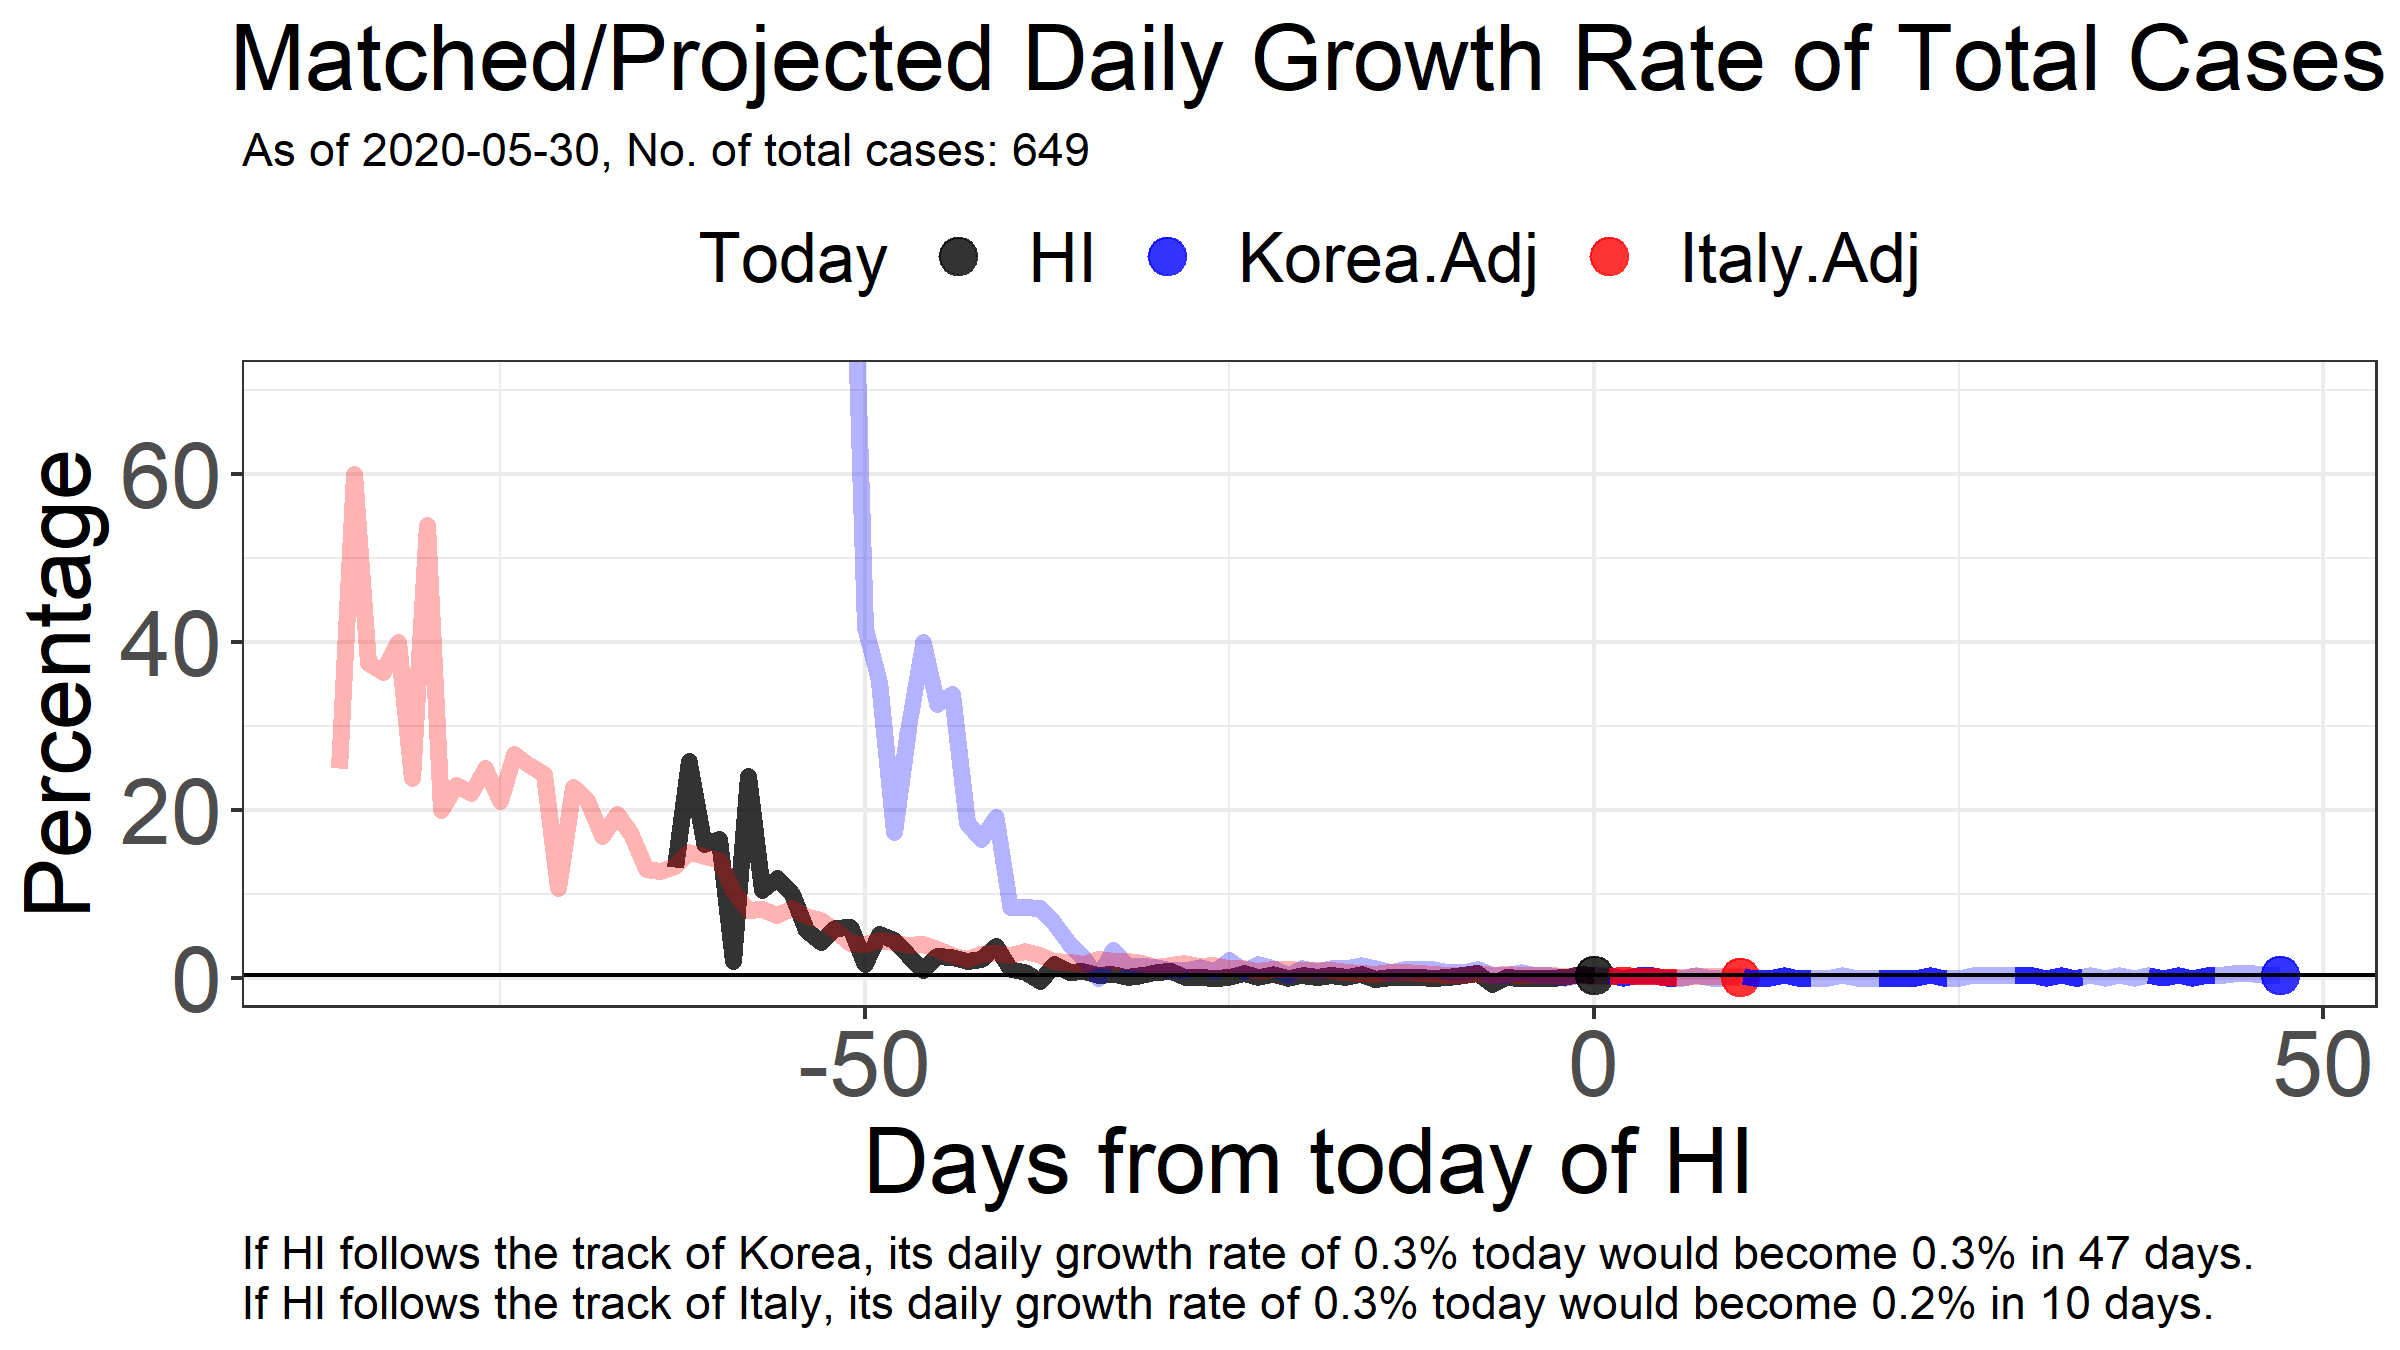 Matched/Projected Daily Growth Rate of Total Cases
As of 2020-05-30, No. of total cases: 649
Today HI Korea.Adj Italy.Adj
Percentage
60
40
20
0
-50 0 50
Days from today of HI
If HI follows the track of Korea, its daily growth rate of 0.3% today would become 0.3% in 47 days.
If HI follows the track of Italy, its daily growth rate of 0.3% today would become 0.2% in 10 days.